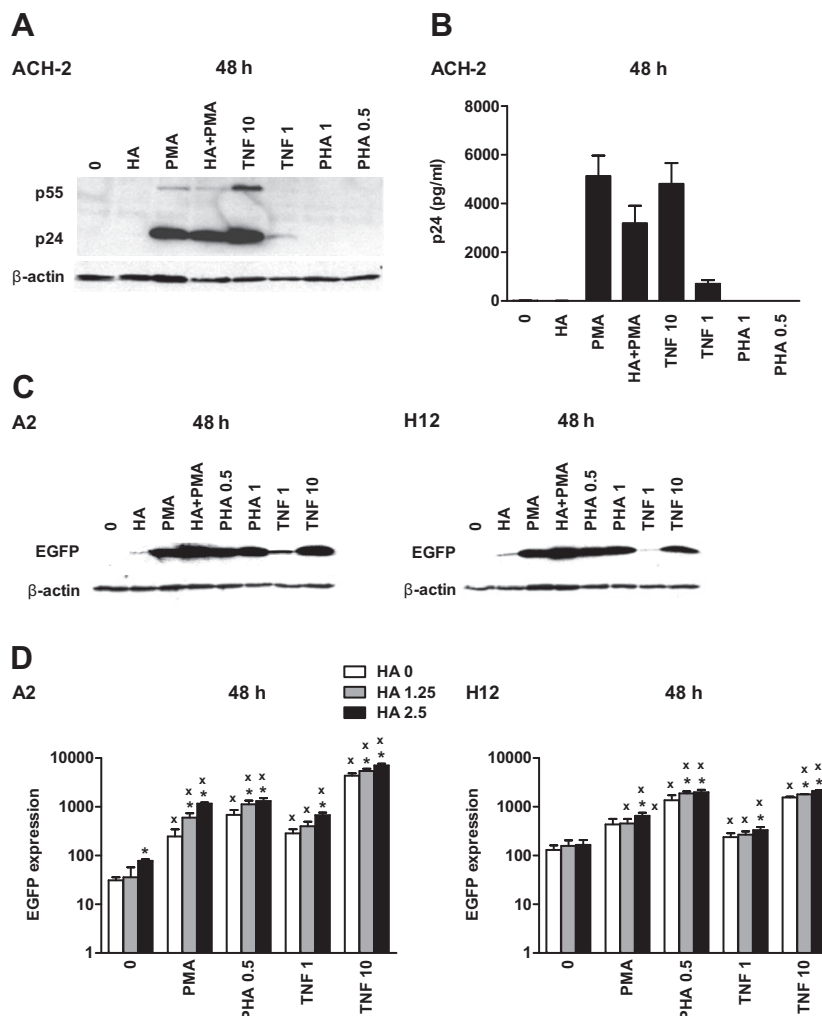 A
ACH-2 48 h
0 HA PMA HA+PMA TNF 10 TNF 1 PHA 1 PHA 0.5
p55
p24
β-actin
B
ACH-2 48 h
p24 (pg/ml)
8000
6000
4000
2000
0
0 HA PMA HA+PMA TNF 10 TNF 1 PHA 1 PHA 0.5
C
A2 48 h
0 HA PMA HA+PMA PHA 0.5 PHA 1 TNF 1 TNF 10
EGFP
β-actin
H12 48 h
0 HA PMA HA+PMA PHA 0.5 PHA 1 TNF 1 TNF 10
EGFP
β-actin
D
HA 0
HA 1.25
HA 2.5
A2 48 h
EGFP expression
10000
1000
100
10
1
* x x * x * x x * x * x x x * x x * x *
0 PMA PHA 0.5 TNF 1 TNF 10
H12 48 h
EGFP expression
10000
1000
100
10
1
x x * x x x * x * x x x * x x * x *
0 PMA PHA 0.5 TNF 1 TNF 10